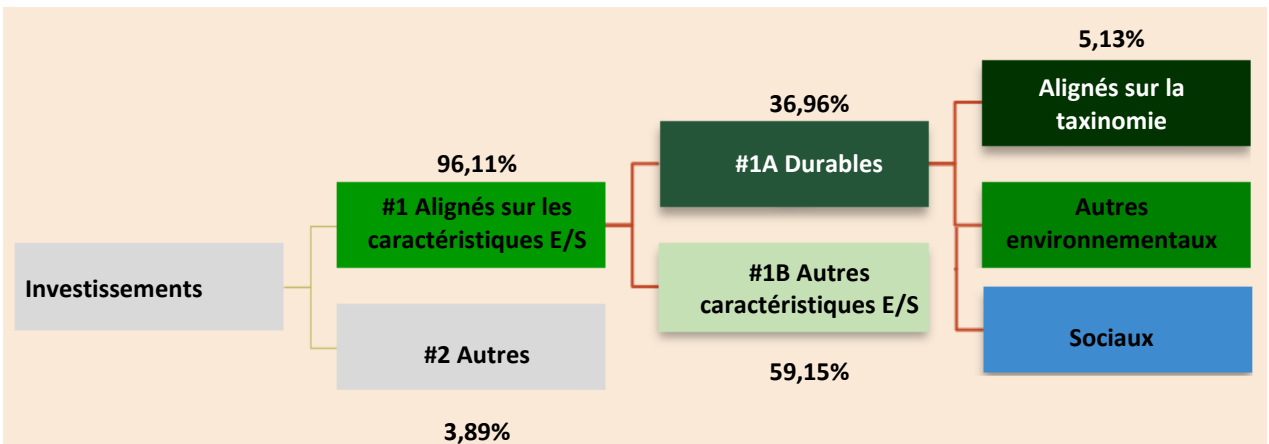 5,13%
Alignés sur la
taxinomie
36,96%
#1A Durables
96,11%
#1 Alignés sur les
caractéristiques E/S
Autres
environnementaux
#1B Autres
caractéristiques E/S
Investissements
#2 Autres
Sociaux
59,15%
3,89%